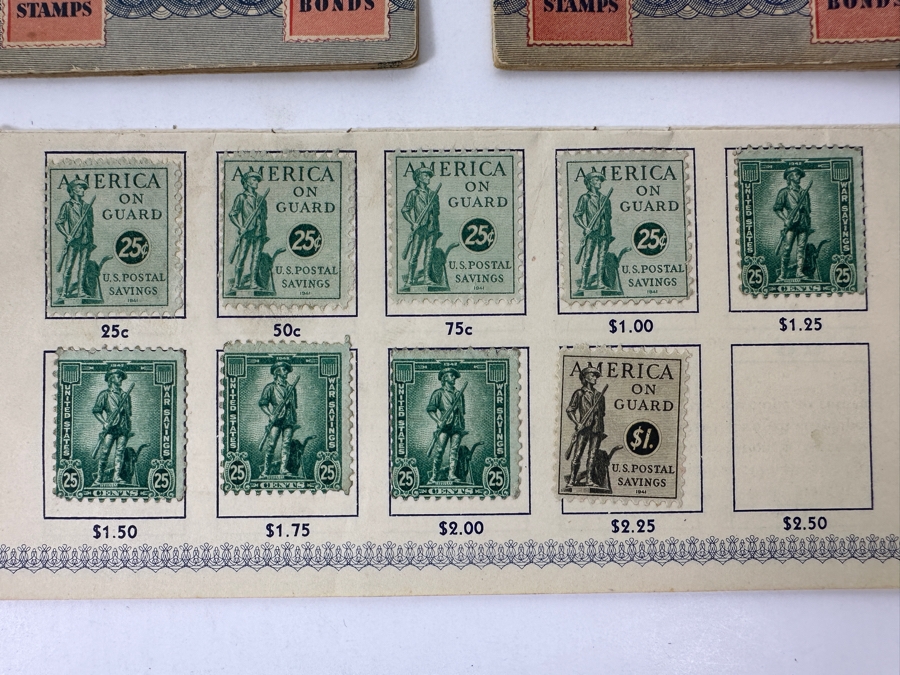 STAMPS
BONDS
STAMPS
BONDS
AMERICA
ON
GUARD
25¢
U.S. POSTAL
SAVINGS
1941
AMERICA
ON
GUARD
25¢
U.S. POSTAL
SAVINGS
1941
AMERICA
ON
GUARD
25¢
U.S. POSTAL
SAVINGS
1941
AMERICA
ON
GUARD
25¢
U.S. POSTAL
SAVINGS
1941
1942
UNITED STATES
WAR SAVINGS
25 CENTS 25
25c
50c
75c
$1.00
$1.25
1942
UNITED STATES
WAR SAVINGS
25 CENTS 25
1942
UNITED STATES
WAR SAVINGS
25 CENTS 25
1942
UNITED STATES
WAR SAVINGS
25 CENTS 25
AMERICA
ON
GUARD
$1.
U.S. POSTAL
SAVINGS
1941
$1.50
$1.75
$2.00
$2.25
$2.50